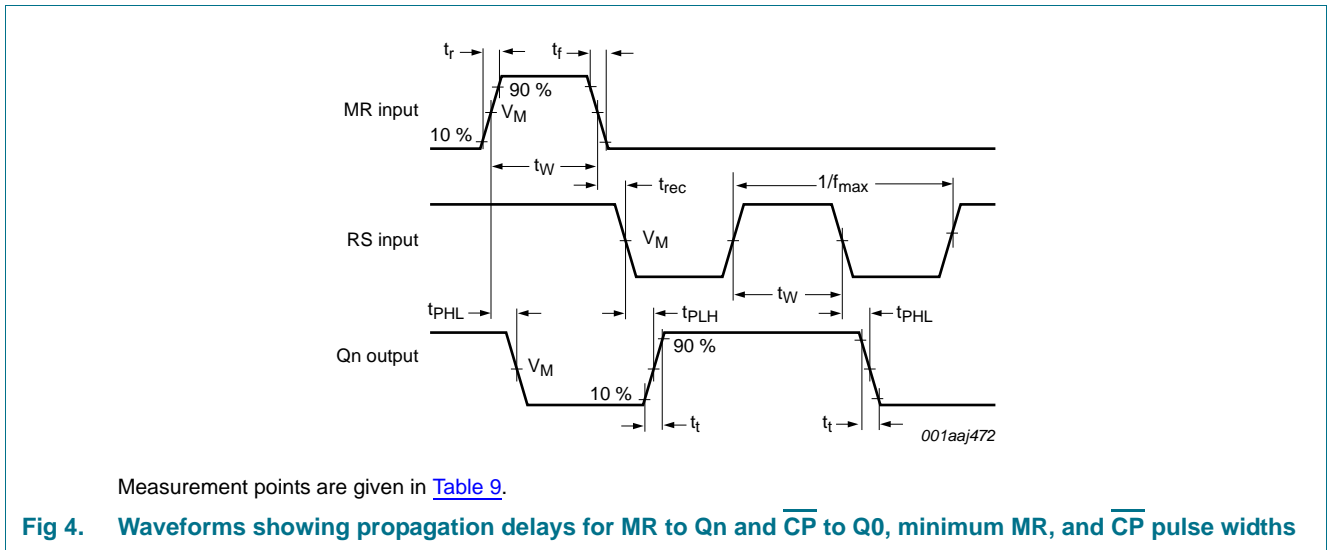 tr
tf
MR input
90 %
VM
10 %
tW
trec
1/fmax
RS input
VM
tW
tPHL
tPLH
tPHL
Qn output
90 %
VM
10 %
tt
tt
001aaj472
Measurement points are given in Table 9.
Fig 4. Waveforms showing propagation delays for MR to Qn and C̅P̅ to Q0, minimum MR, and C̅P̅ pulse widths